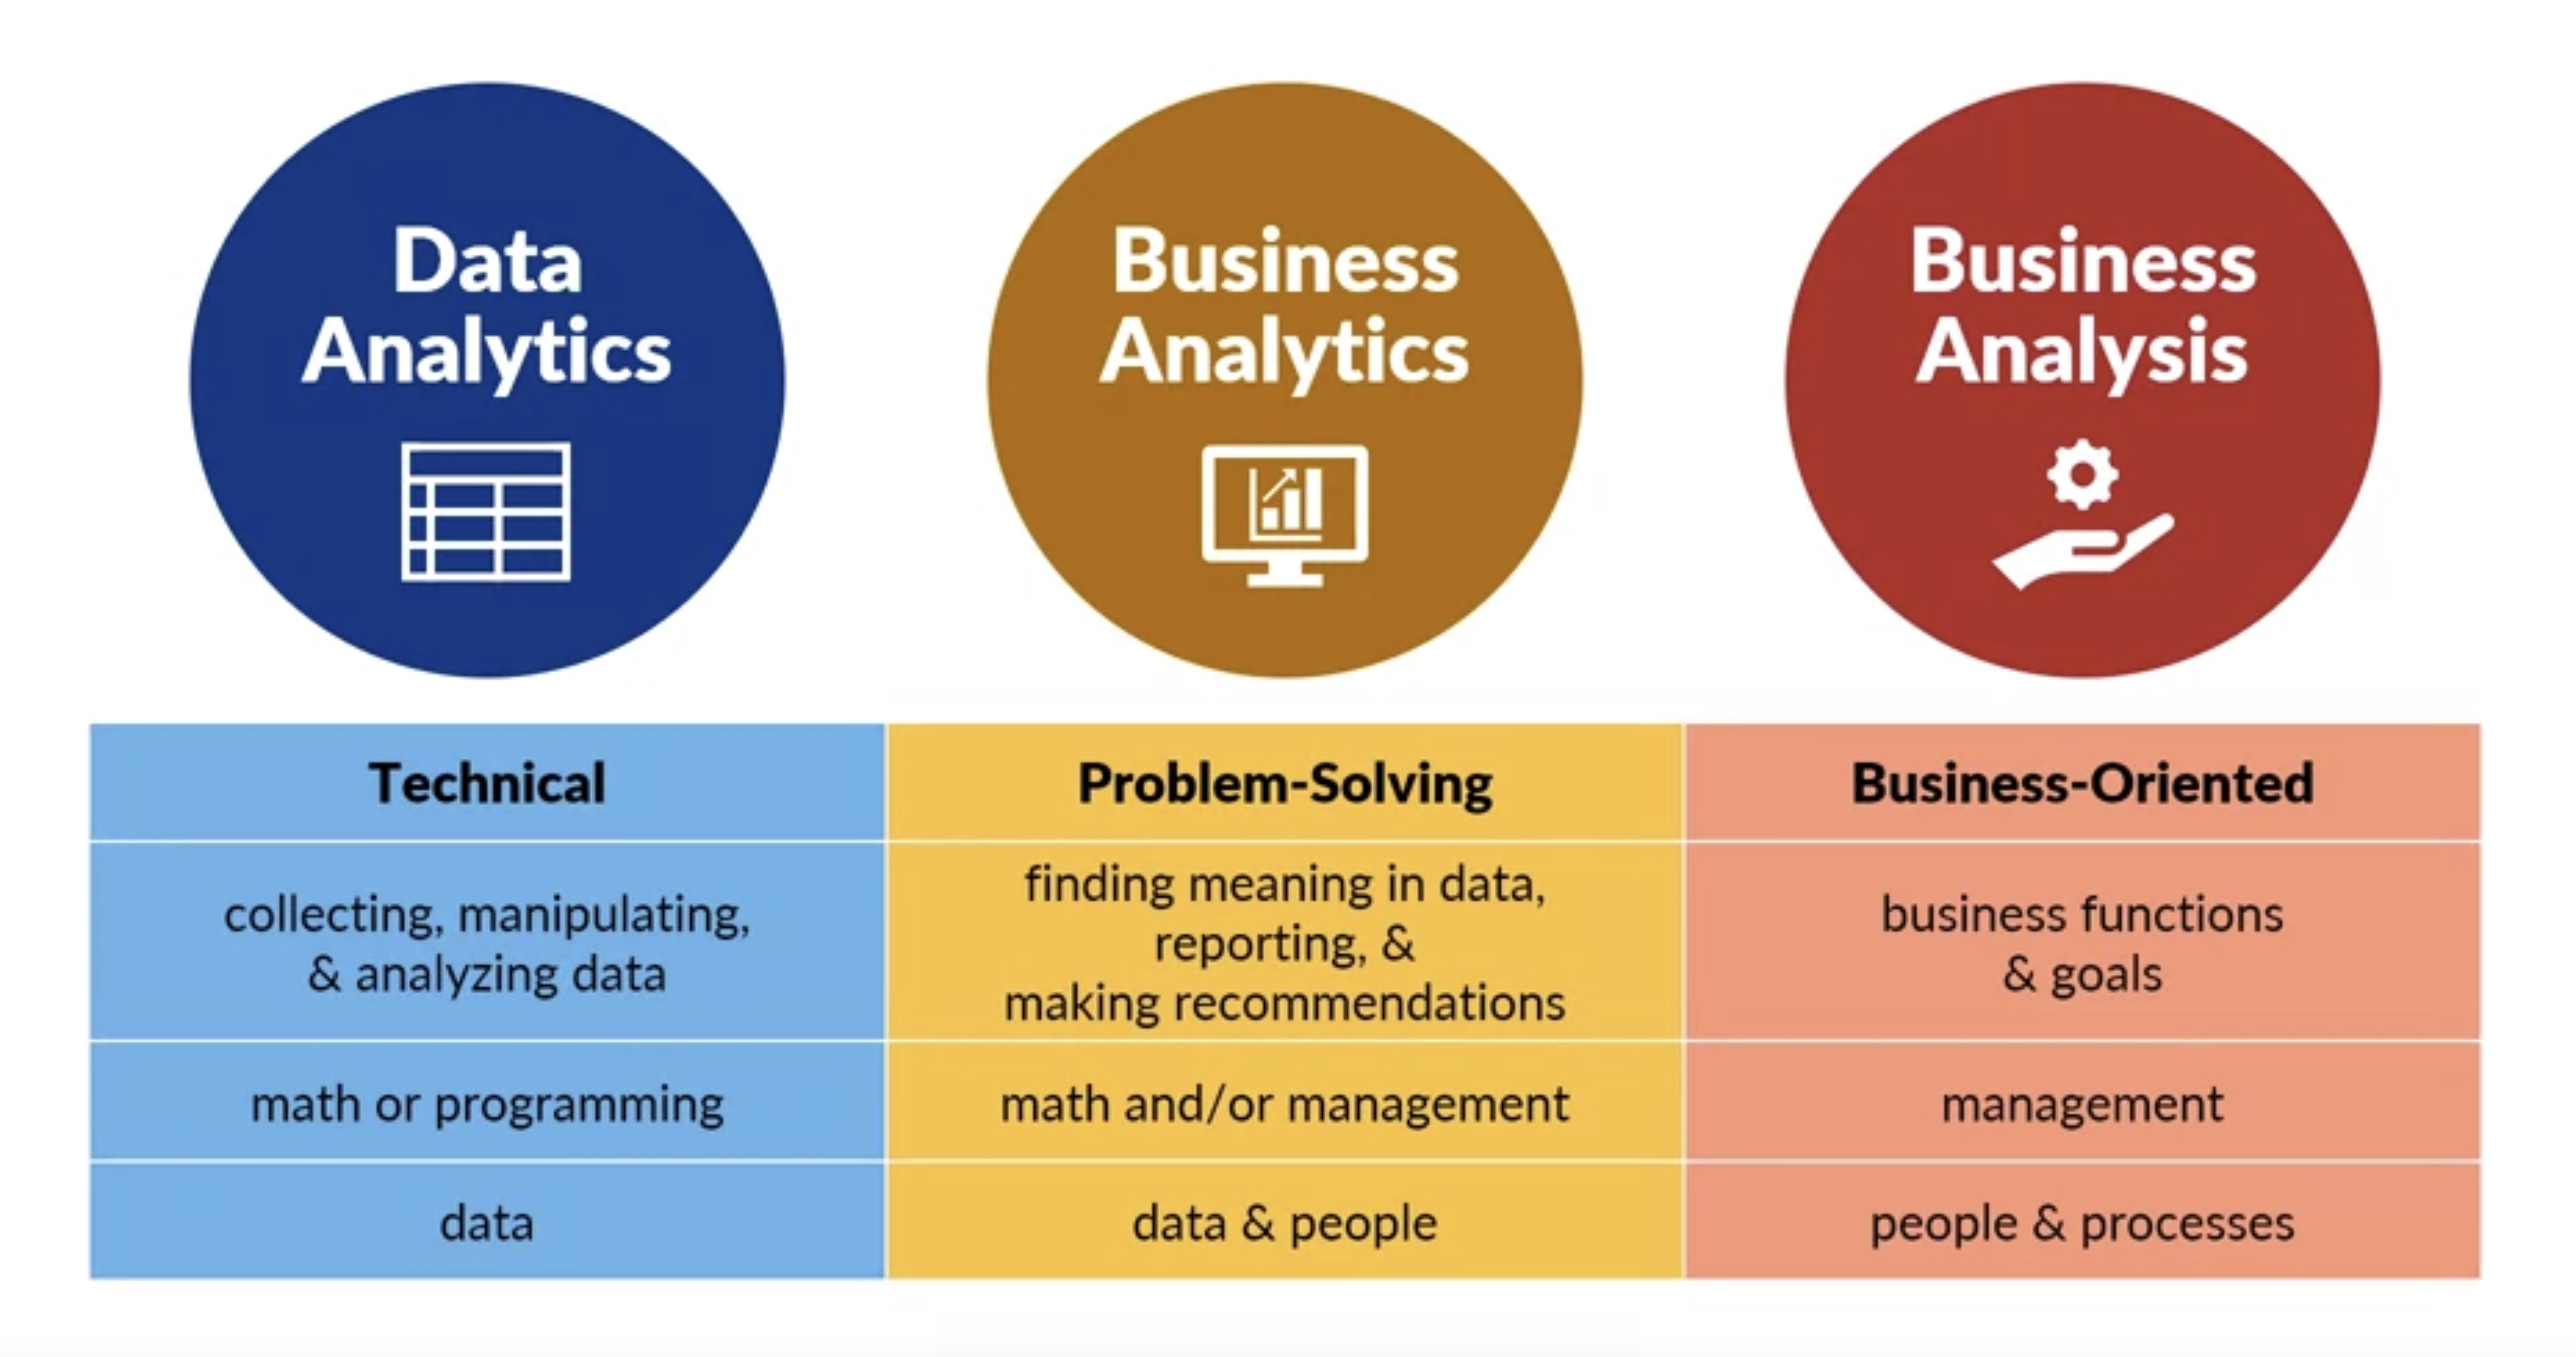 Data
Analytics
Business
Analytics
Business
Analysis
Technical
Problem-Solving
Business-Oriented
collecting, manipulating,
& analyzing data
finding meaning in data,
reporting, &
making recommendations
business functions
& goals
math or programming
math and/or management
management
data
data & people
people & processes